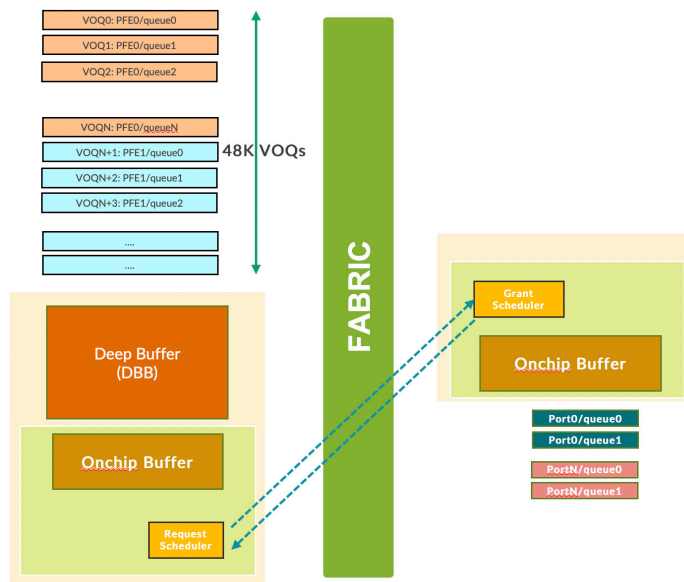 VOQ0: PFE0/queue0
VOQ1: PFE0/queue1
VOQ2: PFE0/queue2
VOQN: PFE0/queueN
VOQN+1: PFE1/queue0
48K VOQs
VOQN+2: PFE1/queue1
VOQN+3: PFE1/queue2
....
....
Deep Buffer
(DBB)
Onchip Buffer
Request
Scheduler
FABRIC
Grant
Scheduler
Onchip Buffer
Port0/queue0
Port0/queue1
PortN/queue0
PortN/queue1